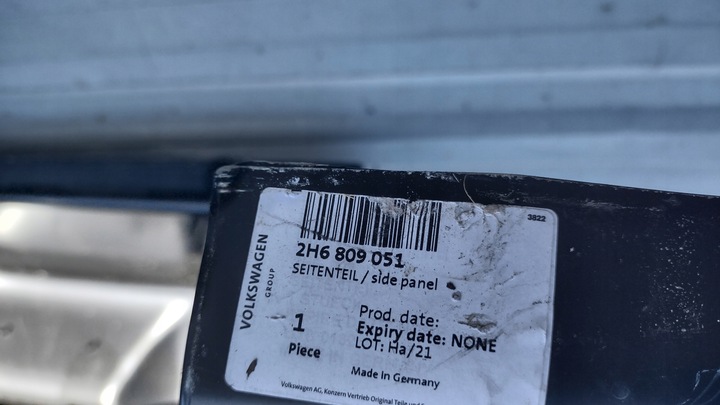 3822
2H6 809 051
SEITENTEIL / side panel
VOLKSWAGEN
GROUP
1
Piece
Prod. date:
Expiry date: NONE
LOT: Ha/21
Made in Germany
Volkswagen AG, Konzern Vertrieb Original Teile